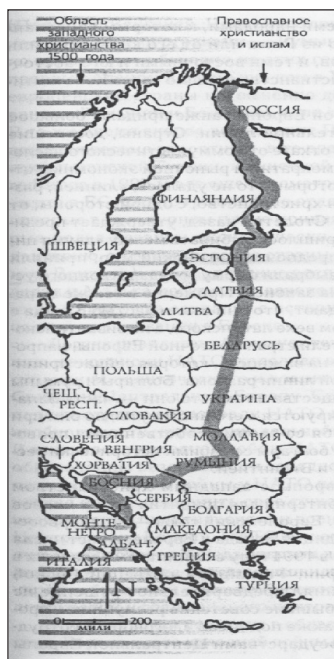 Область
западного
христианства
1500 года
Православное
христианство
и ислам
РОССИЯ
ФИНЛЯНДИЯ
ШВЕЦИЯ
ЭСТОНИЯ
ЛАТВИЯ
ЛИТВА
БЕЛАРУСЬ
ПОЛЬША
УКРАИНА
ЧЕШ.
РЕСП.
СЛОВАКИЯ
МОЛДАВИЯ
СЛОВЕНИЯ
ВЕНГРИЯ
ХОРВАТИЯ
РУМЫНИЯ
БОСНИЯ
СЕРБИЯ
БОЛГАРИЯ
МОНТЕ-
НЕГРО
МАКЕДОНИЯ
АЛБАН.
ИТАЛИЯ
ГРЕЦИЯ
ТУРЦИЯ
N
0 200
МИЛИ